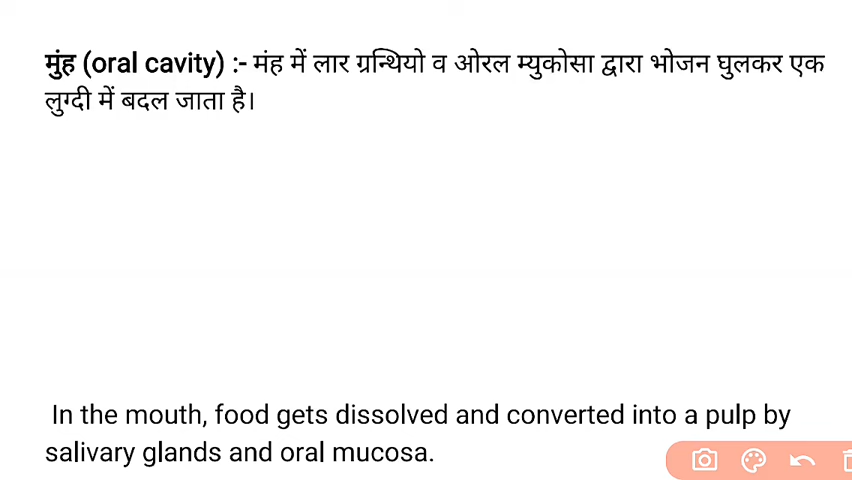 मुंह (oral cavity) :- मंह में लार ग्रन्थियो व ओरल म्युकोसा द्वारा भोजन घुलकर एक
लुग्दी में बदल जाता है।
In the mouth, food gets dissolved and converted into a pulp by
salivary glands and oral mucosa.